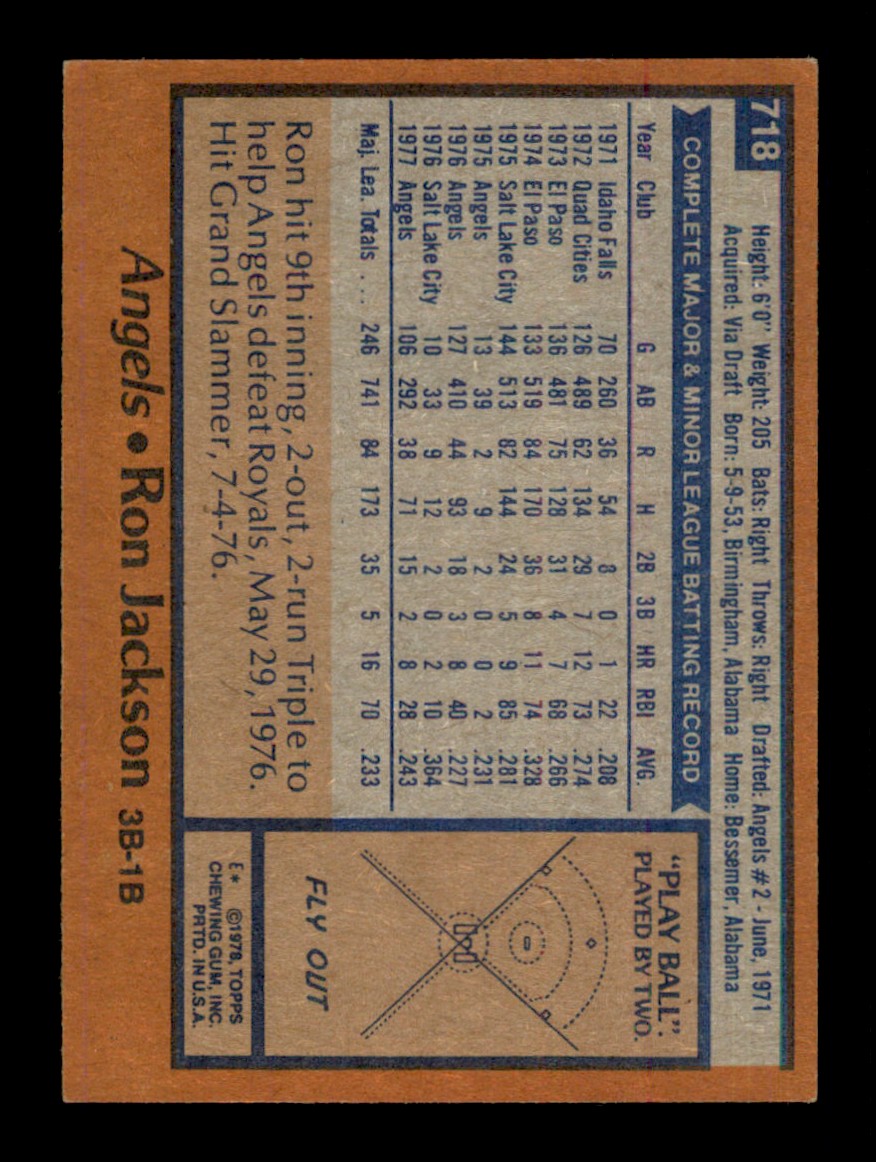 718
Height: 6'0" Weight: 205 Bats: Right Throws: Right Drafted: Angels #2 - June, 1971
Acquired: Via Draft Born: 5-9-53, Birmingham, Alabama Home: Bessemer, Alabama
COMPLETE MAJOR & MINOR LEAGUE BATTING RECORD
Year Club G AB R H 2B 3B HR RBI AVG.
1971 Idaho Falls 70 260 36 54 8 0 1 22 .208
1972 Quad Cities 126 489 62 134 29 7 12 73 .274
1973 El Paso 136 481 75 128 31 4 7 68 .266
1974 El Paso 133 519 84 170 36 8 11 74 .328
1975 Salt Lake City 144 513 82 144 24 5 9 85 .281
1975 Angels 13 39 2 9 2 0 0 2 .231
1976 Angels 127 410 44 93 18 3 8 40 .227
1976 Salt Lake City 10 33 9 12 2 0 2 10 .364
1977 Angels 106 292 38 71 15 2 8 28 .243
Maj. Lea. Totals ... 246 741 84 173 35 5 16 70 .233
Ron hit 9th inning, 2-out, 2-run Triple to
help Angels defeat Royals, May 29, 1976.
Hit Grand Slammer, 7-4-76.
"PLAY BALL":
PLAYED BY TWO.
FLY OUT
E* ©1978, TOPPS
CHEWING GUM, INC.
PRTD. IN U.S.A.
Angels • Ron Jackson 3B-1B